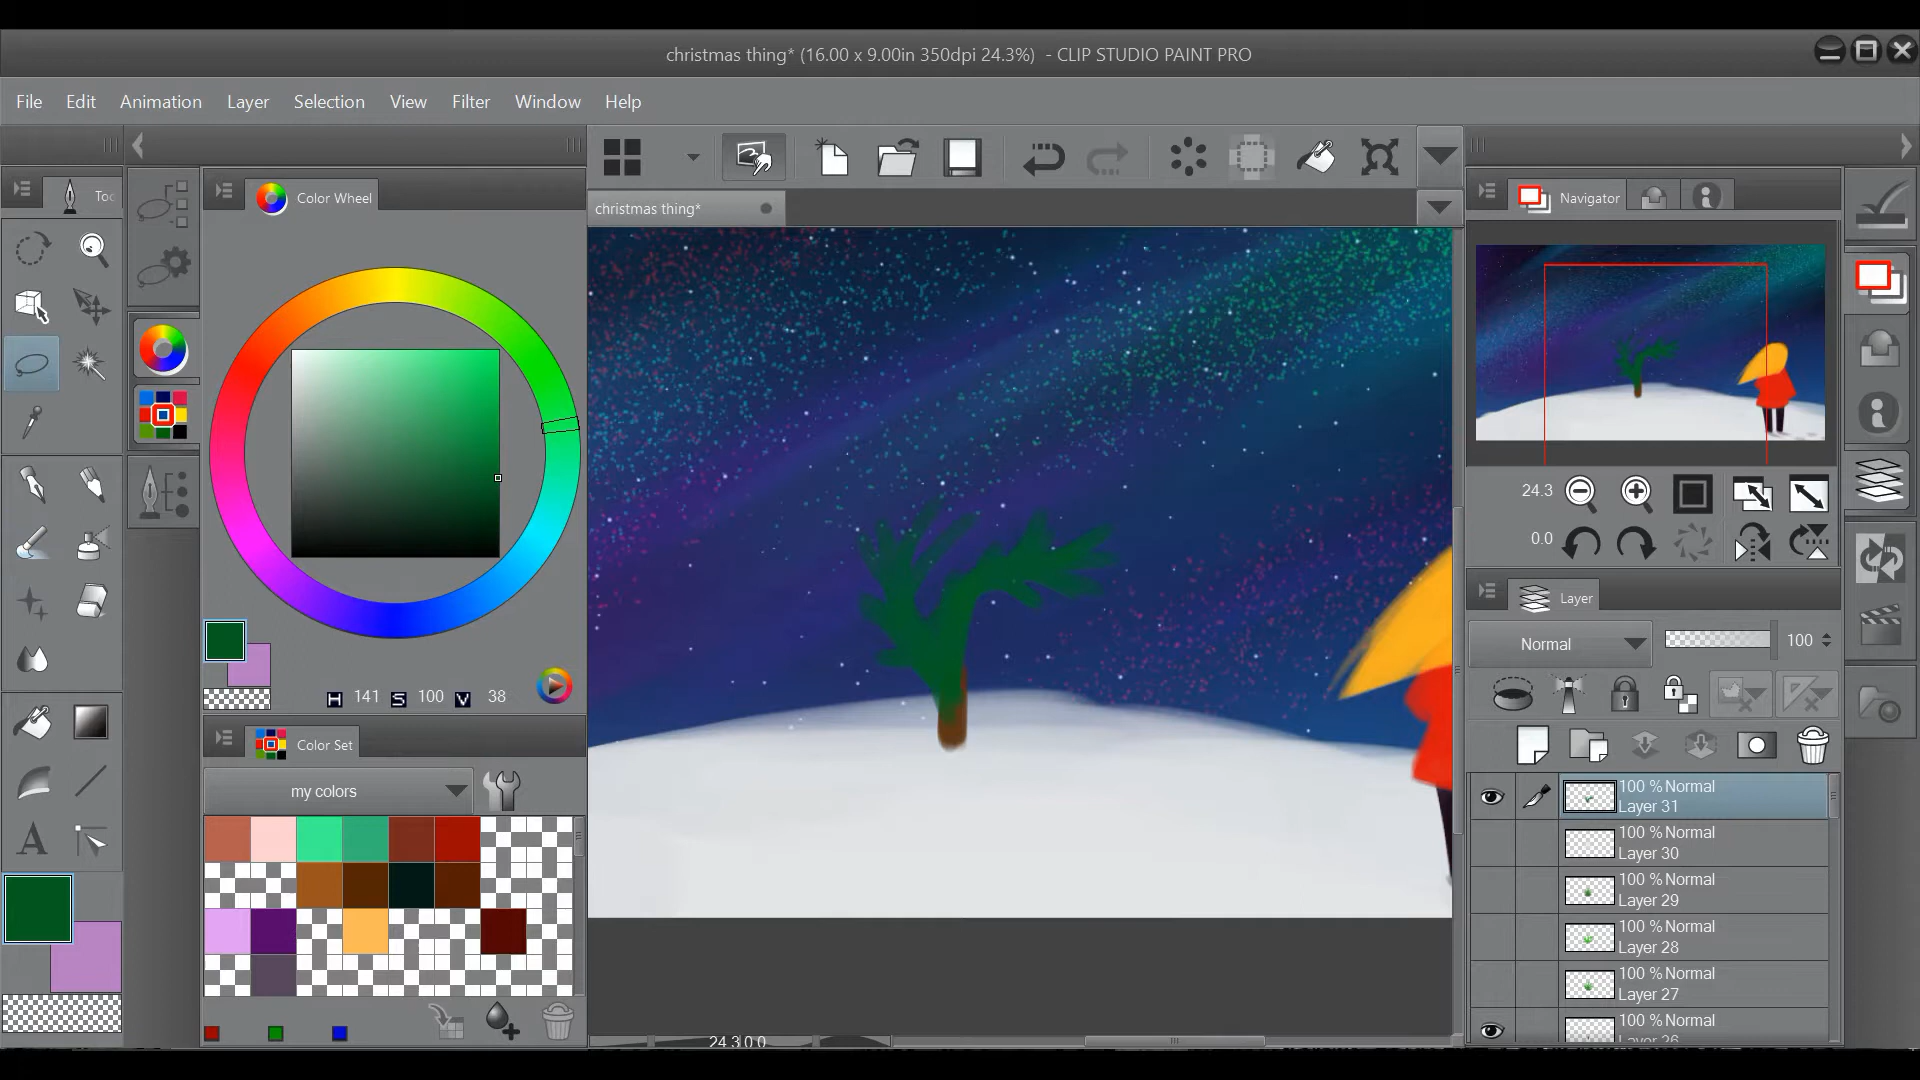 christmas thing* (16.00 x 9.00in 350dpi 24.3%) - CLIP STUDIO PAINT PRO
File Edit Animation Layer Selection View Filter Window Help
Toc
Color Wheel
christmas thing*
Navigator
24.3
0.0
H 141 S 100 V 38
Layer
Normal 100
Color Set
my colors
100 % Normal
Layer 31
100 % Normal
Layer 30
100 % Normal
Layer 29
100 % Normal
Layer 28
100 % Normal
Layer 27
100 % Normal
Layer 26
24.3 0.0